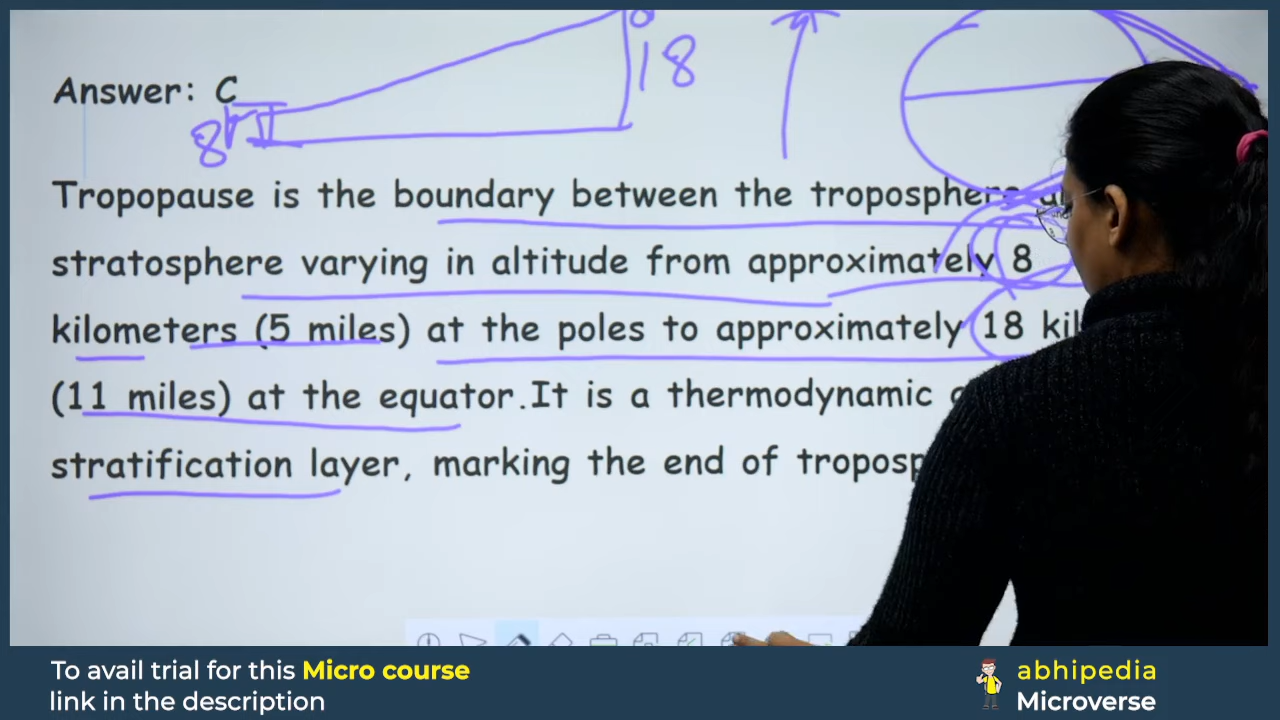 18
Answer: C
8
Tropopause is the boundary between the troposphere
stratosphere varying in altitude from approximately 8
kilometers (5 miles) at the poles to approximately 18
(11 miles) at the equator.It is a thermodynamic
stratification layer, marking the end of
To avail trial for this Micro course
link in the description
abhipedia
Microverse